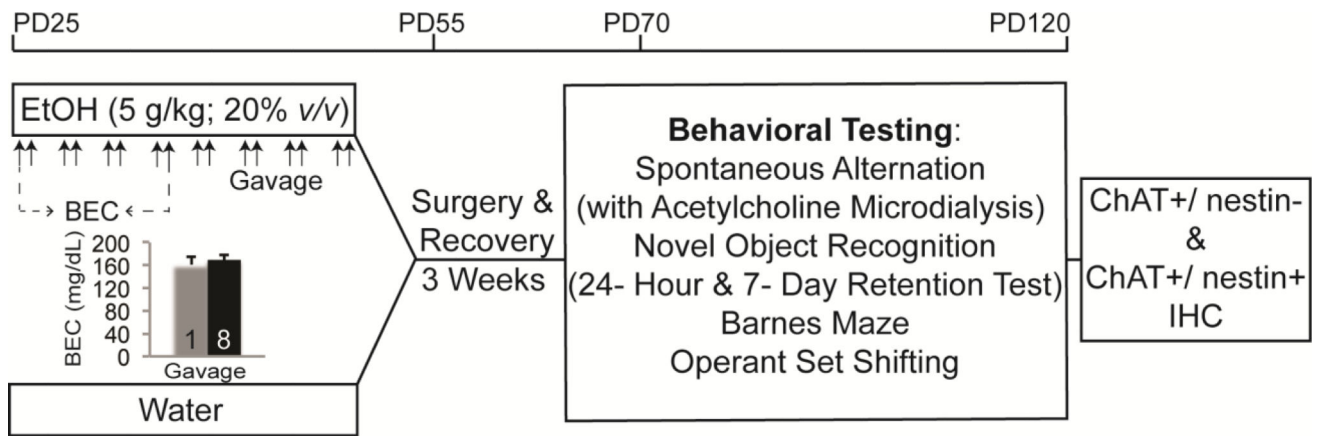 PD25 PD55 PD70 PD120
EtOH (5 g/kg; 20% v/v)
Gavage
BEC
BEC (mg/dL)
200
160
120
80
40
0
1 8
Gavage
Water
Surgery &
Recovery
3 Weeks
Behavioral Testing:
Spontaneous Alternation
(with Acetylcholine Microdialysis)
Novel Object Recognition
(24- Hour & 7- Day Retention Test)
Barnes Maze
Operant Set Shifting
ChAT+/ nestin-
&
ChAT+/ nestin+
IHC